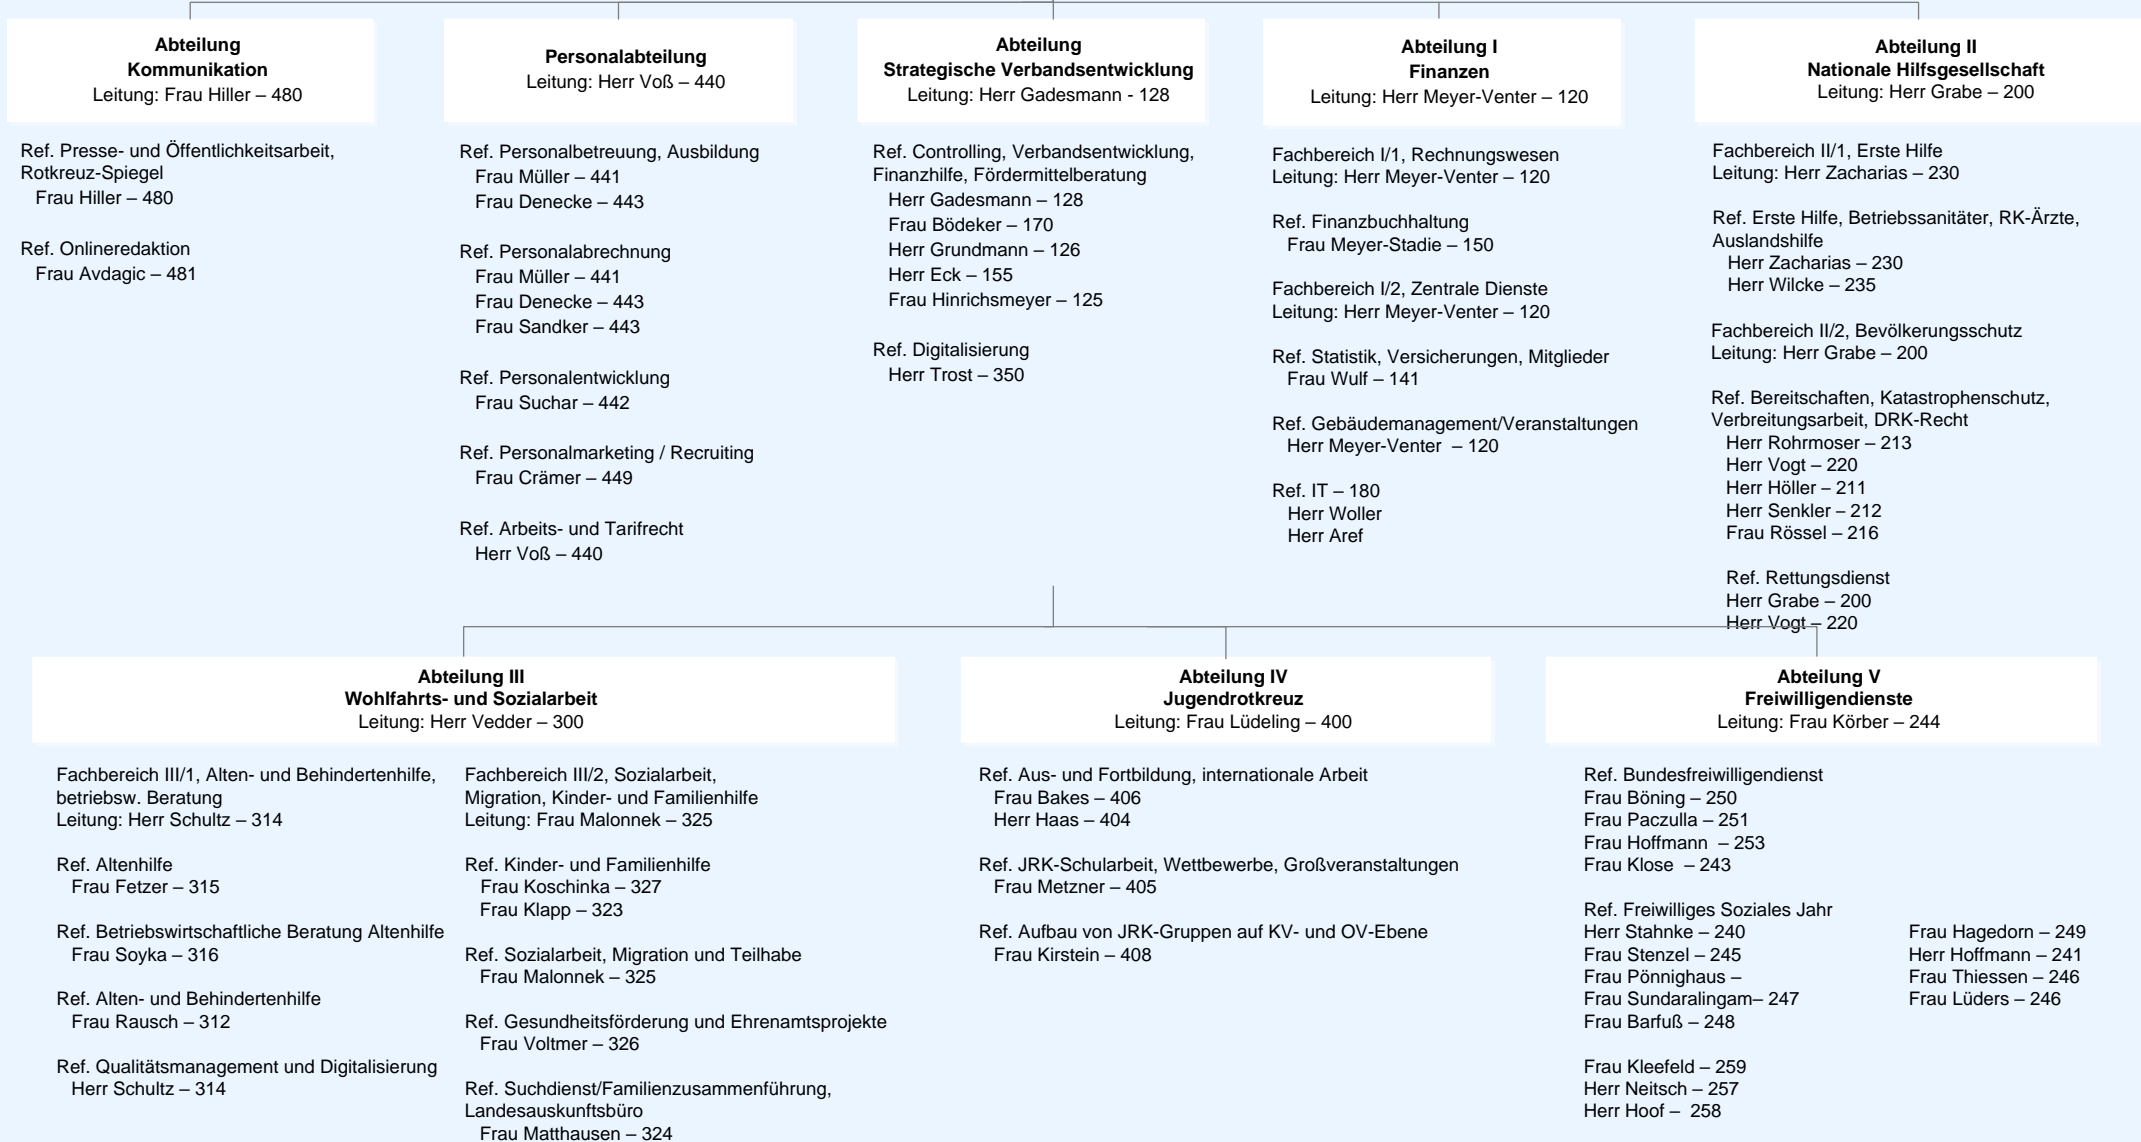 Abteilung
Kommunikation
Leitung: Frau Hiller – 480
Ref. Presse- und Öffentlichkeitsarbeit,
Rotkreuz-Spiegel
Frau Hiller – 480
Ref. Onlineredaktion
Frau Avdagic – 481
Personalabteilung
Leitung: Herr Voß – 440
Ref. Personalbetreuung, Ausbildung
Frau Müller – 441
Frau Denecke – 443
Ref. Personalabrechnung
Frau Müller – 441
Frau Denecke – 443
Frau Sandker – 443
Ref. Personalentwicklung
Frau Suchar – 442
Ref. Personalmarketing / Recruiting
Frau Crämer – 449
Ref. Arbeits- und Tarifrecht
Herr Voß – 440
Abteilung
Strategische Verbandsentwicklung
Leitung: Herr Gadesmann - 128
Ref. Controlling, Verbandsentwicklung,
Finanzhilfe, Fördermittelberatung
Herr Gadesmann – 128
Frau Bödeker – 170
Herr Grundmann – 126
Herr Eck – 155
Frau Hinrichsmeyer – 125
Ref. Digitalisierung
Herr Trost – 350
Abteilung I
Finanzen
Leitung: Herr Meyer-Venter – 120
Fachbereich I/1, Rechnungswesen
Leitung: Herr Meyer-Venter – 120
Ref. Finanzbuchhaltung
Frau Meyer-Stadie – 150
Fachbereich I/2, Zentrale Dienste
Leitung: Herr Meyer-Venter – 120
Ref. Statistik, Versicherungen, Mitglieder
Frau Wulf – 141
Ref. Gebäudemanagement/Veranstaltungen
Herr Meyer-Venter – 120
Ref. IT – 180
Herr Woller
Herr Aref
Abteilung II
Nationale Hilfsgesellschaft
Leitung: Herr Grabe – 200
Fachbereich II/1, Erste Hilfe
Leitung: Herr Zacharias – 230
Ref. Erste Hilfe, Betriebssanitäter, RK-Ärzte,
Auslandshilfe
Herr Zacharias – 230
Herr Wilcke – 235
Fachbereich II/2, Bevölkerungsschutz
Leitung: Herr Grabe – 200
Ref. Bereitschaften, Katastrophenschutz,
Verbreitungsarbeit, DRK-Recht
Herr Rohrmoser – 213
Herr Vogt – 220
Herr Höller – 211
Herr Senkler – 212
Frau Rössel – 216
Ref. Rettungsdienst
Herr Grabe – 200
Herr Vogt – 220
Abteilung III
Wohlfahrts- und Sozialarbeit
Leitung: Herr Vedder – 300
Fachbereich III/1, Alten- und Behindertenhilfe,
betriebsw. Beratung
Leitung: Herr Schultz – 314
Ref. Altenhilfe
Frau Fetzer – 315
Ref. Betriebswirtschaftliche Beratung Altenhilfe
Frau Soyka – 316
Ref. Alten- und Behindertenhilfe
Frau Rausch – 312
Ref. Qualitätsmanagement und Digitalisierung
Herr Schultz – 314
Fachbereich III/2, Sozialarbeit,
Migration, Kinder- und Familienhilfe
Leitung: Frau Malonnek – 325
Ref. Kinder- und Familienhilfe
Frau Koschinka – 327
Frau Klapp – 323
Ref. Sozialarbeit, Migration und Teilhabe
Frau Malonnek – 325
Ref. Gesundheitsförderung und Ehrenamtsprojekte
Frau Voltmer – 326
Ref. Suchdienst/Familienzusammenführung,
Landesauskunftsbüro
Frau Matthausen – 324
Abteilung IV
Jugendrotkreuz
Leitung: Frau Lüdeling – 400
Ref. Aus- und Fortbildung, internationale Arbeit
Frau Bakes – 406
Herr Haas – 404
Ref. JRK-Schularbeit, Wettbewerbe, Großveranstaltungen
Frau Metzner – 405
Ref. Aufbau von JRK-Gruppen auf KV- und OV-Ebene
Frau Kirstein – 408
Abteilung V
Freiwilligendienste
Leitung: Frau Körber – 244
Ref. Bundesfreiwilligendienst
Frau Böning – 250
Frau Paczulla – 251
Frau Hoffmann – 253
Frau Klose – 243
Ref. Freiwilliges Soziales Jahr
Herr Stahnke – 240
Frau Stenzel – 245
Frau Pönnighaus –
Frau Sundaralingam– 247
Frau Barfuß – 248
Frau Kleefeld – 259
Herr Neitsch – 257
Herr Hoof – 258
Frau Hagedorn – 249
Herr Hoffmann – 241
Frau Thiessen – 246
Frau Lüders – 246